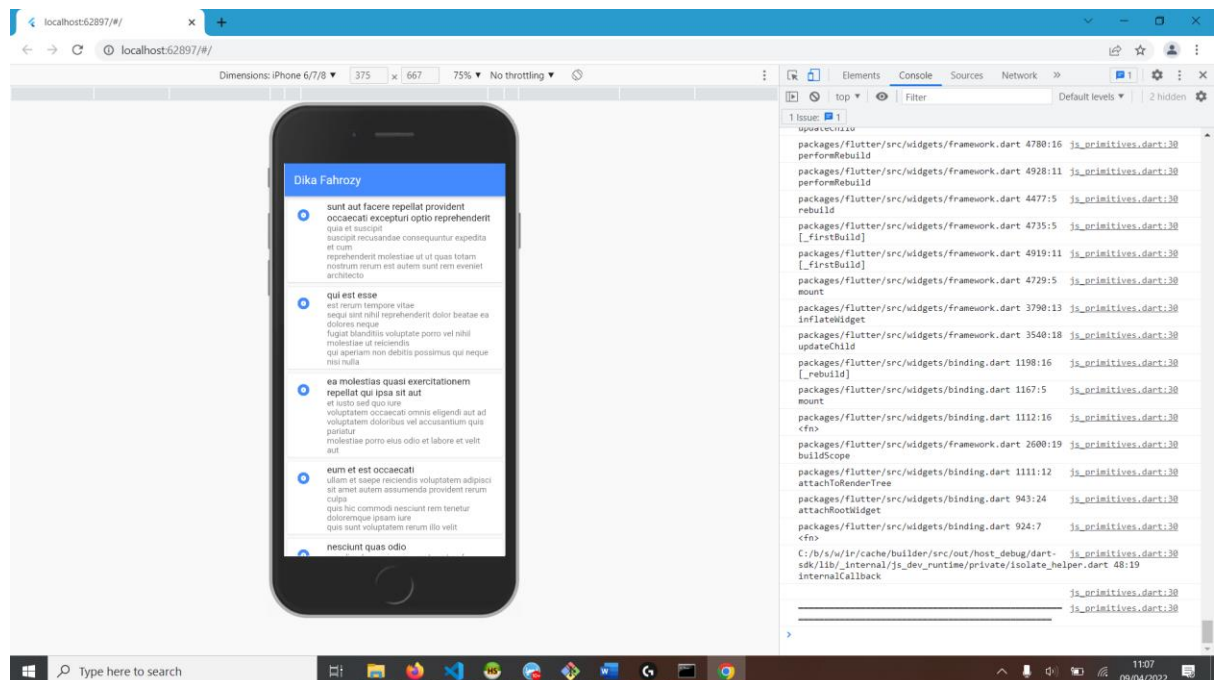 localhost:62897/#/
localhost:62897/#/
Dimensions: iPhone 6/7/8 ▼ 375 x 667 75% ▼ No throttling ▼
Elements Console Sources Network » 1
top ▼ Filter Default levels ▼ 2 hidden
1 Issue: 1
Dika Fahrozy
sunt aut facere repellat provident
occaecati excepturi optio reprehenderit
quia et suscipit
suscipit recusandae consequuntur expedita
et cum
reprehenderit molestiae ut ut quas totam
nostrum rerum est autem sunt rem eveniet
architecto
qui est esse
est rerum tempore vitae
sequi sint nihil reprehenderit dolor beatae ea
dolores neque
fugiat blanditiis voluptate porro vel nihil
molestiae ut reiciendis
qui aperiam non debitis possimus qui neque
nisi nulla
ea molestias quasi exercitationem
repellat qui ipsa sit aut
et iusto sed quo iure
voluptatem occaecati omnis eligendi aut ad
voluptatem doloribus vel accusantium quis
pariatur
molestiae porro eius odio et labore et velit
aut
eum et est occaecati
ullam et saepe reiciendis voluptatem adipisci
sit amet autem assumenda provident rerum
culpa
quis hic commodi nesciunt rem tenetur
doloremque ipsam iure
quis sunt voluptatem rerum illo velit
nesciunt quas odio
updateChild
packages/flutter/src/widgets/framework.dart 4780:16 js_primitives.dart:30
performRebuild
packages/flutter/src/widgets/framework.dart 4928:11 js_primitives.dart:30
performRebuild
packages/flutter/src/widgets/framework.dart 4477:5 js_primitives.dart:30
rebuild
packages/flutter/src/widgets/framework.dart 4735:5 js_primitives.dart:30
[_firstBuild]
packages/flutter/src/widgets/framework.dart 4919:11 js_primitives.dart:30
[_firstBuild]
packages/flutter/src/widgets/framework.dart 4729:5 js_primitives.dart:30
mount
packages/flutter/src/widgets/framework.dart 3790:13 js_primitives.dart:30
inflateWidget
packages/flutter/src/widgets/framework.dart 3540:18 js_primitives.dart:30
updateChild
packages/flutter/src/widgets/binding.dart 1198:16 js_primitives.dart:30
[_rebuild]
packages/flutter/src/widgets/binding.dart 1167:5 js_primitives.dart:30
mount
packages/flutter/src/widgets/binding.dart 1112:16 js_primitives.dart:30
<fn>
packages/flutter/src/widgets/framework.dart 2600:19 js_primitives.dart:30
buildScope
packages/flutter/src/widgets/binding.dart 1111:12 js_primitives.dart:30
attachToRenderTree
packages/flutter/src/widgets/binding.dart 943:24 js_primitives.dart:30
attachRootWidget
packages/flutter/src/widgets/binding.dart 924:7 js_primitives.dart:30
<fn>
C:/b/s/w/ir/cache/builder/src/out/host_debug/dart- js_primitives.dart:30
sdk/lib/_internal/js_dev_runtime/private/isolate_helper.dart 48:19
internalCallback
js_primitives.dart:30
js_primitives.dart:30
Type here to search
11:07
09/04/2022